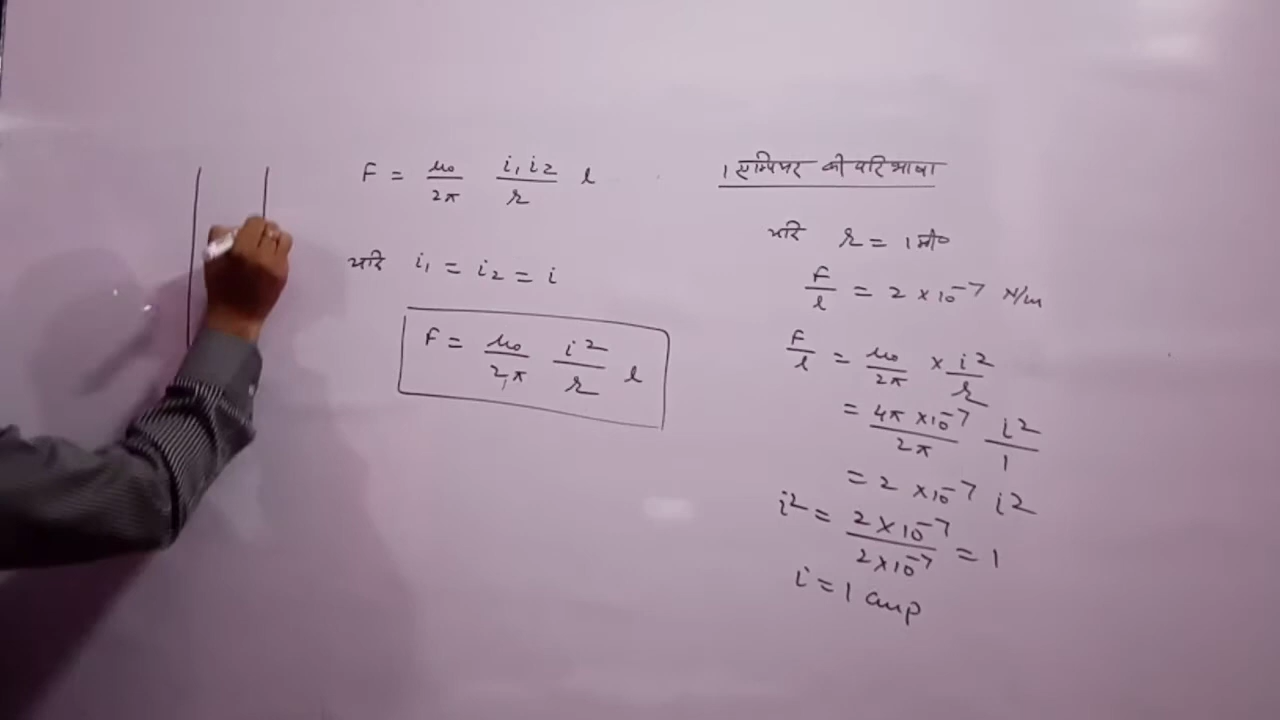 F = μ₀/2π i₁i₂/r l
यदि i₁ = i₂ = i
F = μ₀/2π i²/r l
1 एम्पियर की परिभाषा
यदि r = 1 मी०
F/l = 2 × 10⁻⁷ N/m
F/l = μ₀/2π × i²/r
= 4π × 10⁻⁷/2π i²/1
= 2 × 10⁻⁷ i²
i² = 2 × 10⁻⁷/2 × 10⁻⁷ = 1
i = 1 amp